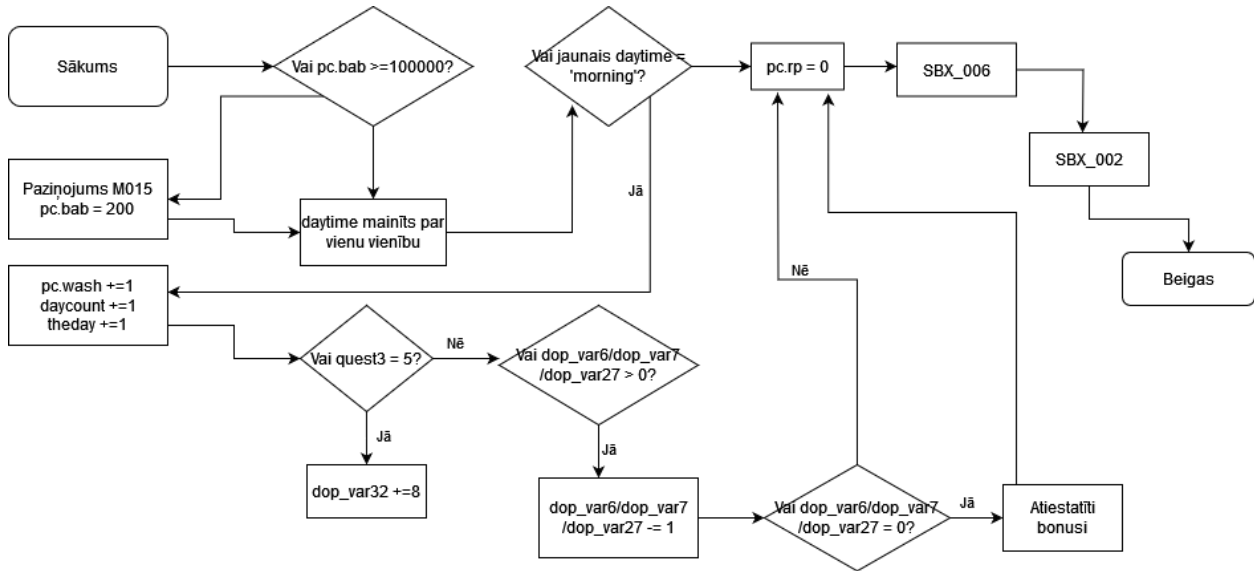 Sākums
Vai pc.bab >=100000?
Vai jaunais daytime =
'morning'?
pc.rp = 0
SBX_006
SBX_002
Beigas
Paziņojums M015
pc.bab = 200
daytime mainīts par
vienu vienību
Jā
pc.wash +=1
daycount +=1
theday +=1
Vai quest3 = 5?
Nē
Vai dop_var6/dop_var7
/dop_var27 > 0?
Nē
Jā
Jā
dop_var32 +=8
dop_var6/dop_var7
/dop_var27 -= 1
Vai dop_var6/dop_var7
/dop_var27 = 0?
Jā
Atiestatīti
bonusi